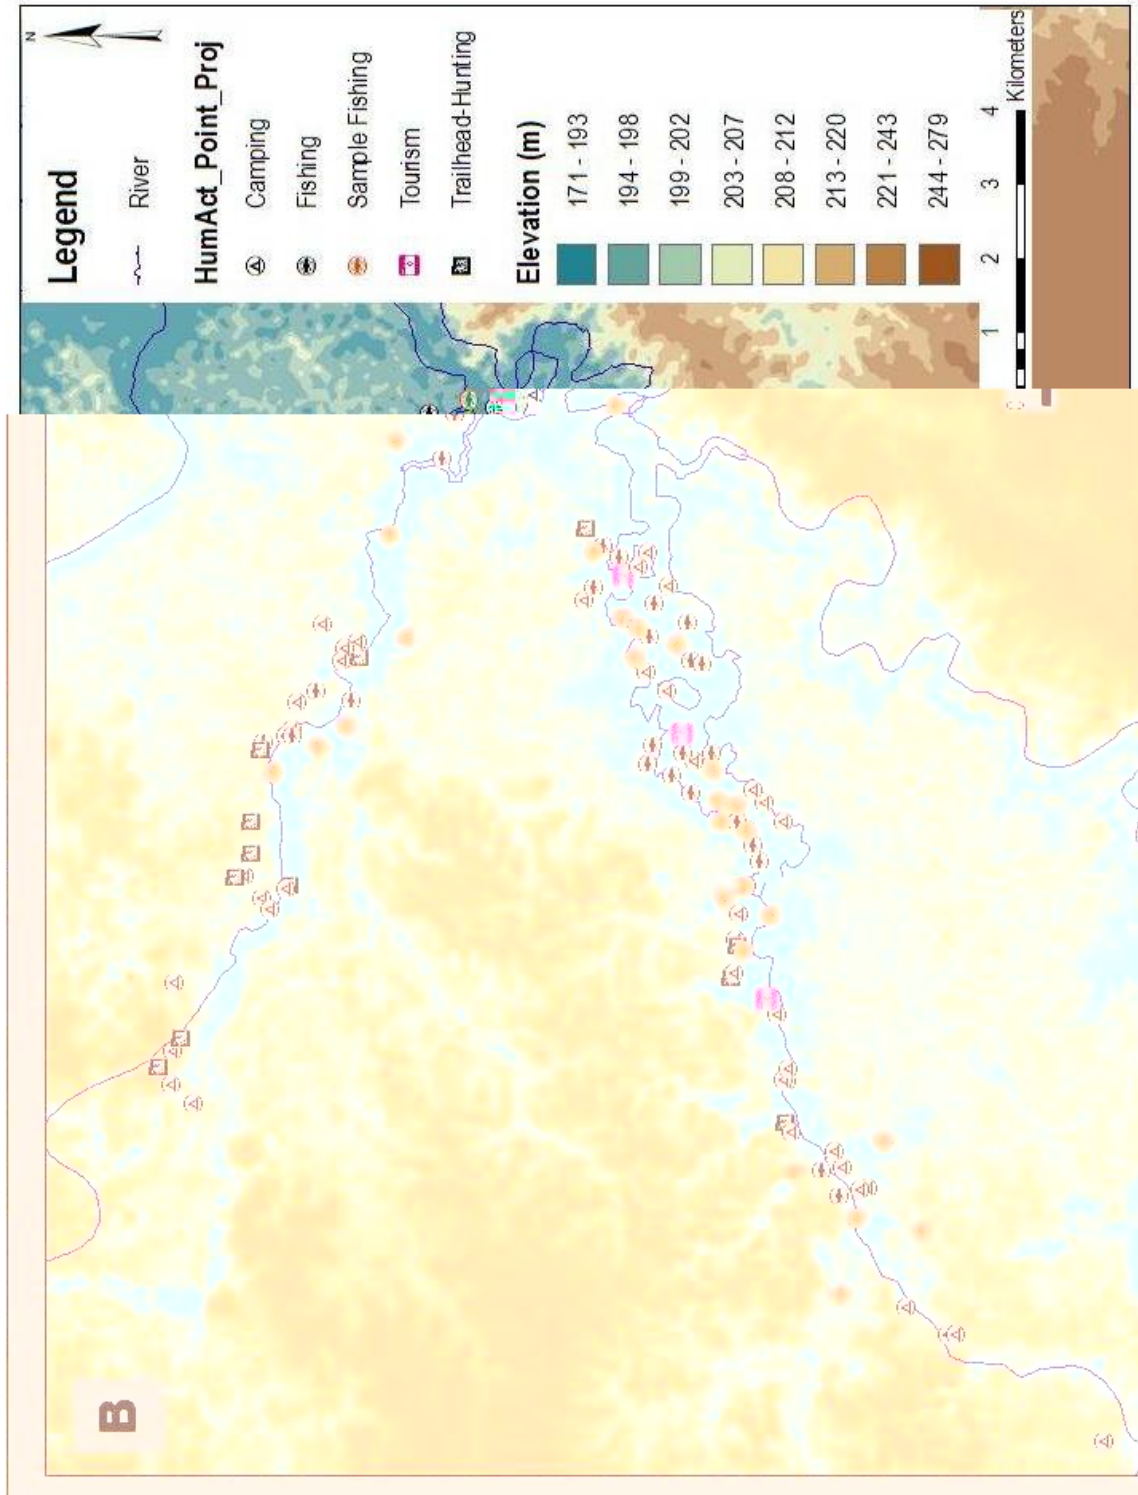 N
Legend
River
HumAct_Point_Proj
Camping
Fishing
Sample Fishing
Tourism
Trailhead-Hunting
Elevation (m)
171 - 193
194 - 198
199 - 202
203 - 207
208 - 212
213 - 220
221 - 243
244 - 279
1 2 3 4
Kilometers
B